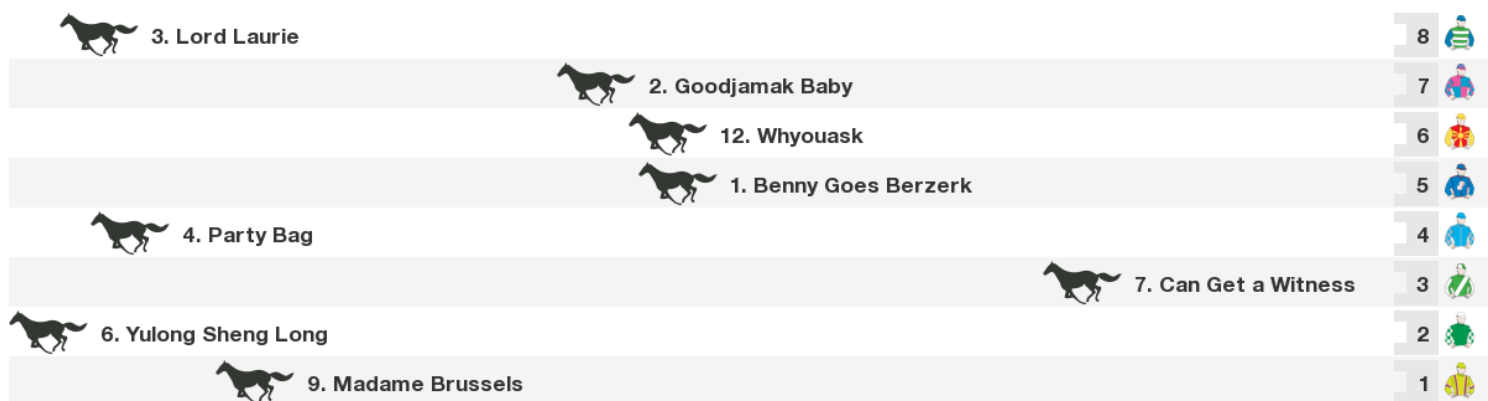 3. Lord Laurie 8
2. Goodjamak Baby 7
12. Whyouask 6
1. Benny Goes Berzerk 5
4. Party Bag 4
7. Can Get a Witness 3
6. Yulong Sheng Long 2
9. Madame Brussels 1